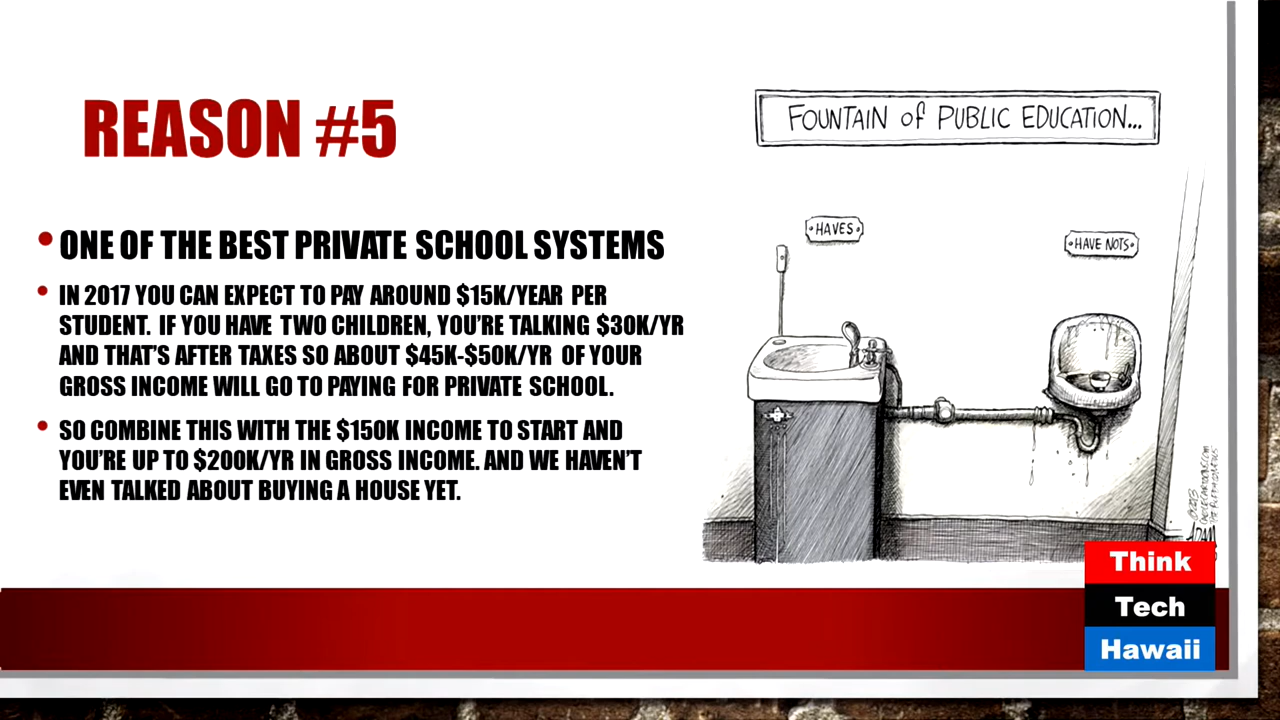 REASON #5
• ONE OF THE BEST PRIVATE SCHOOL SYSTEMS
• IN 2017 YOU CAN EXPECT TO PAY AROUND $15K/YEAR PER
STUDENT. IF YOU HAVE TWO CHILDREN, YOU'RE TALKING $30K/YR
AND THAT'S AFTER TAXES SO ABOUT $45K-$50K/YR OF YOUR
GROSS INCOME WILL GO TO PAYING FOR PRIVATE SCHOOL.
• SO COMBINE THIS WITH THE $150K INCOME TO START AND
YOU'RE UP TO $200K/YR IN GROSS INCOME. AND WE HAVEN'T
EVEN TALKED ABOUT BUYING A HOUSE YET.
FOUNTAIN of PUBLIC EDUCATION...
HAVES
HAVE NOTS
Think
Tech
Hawaii